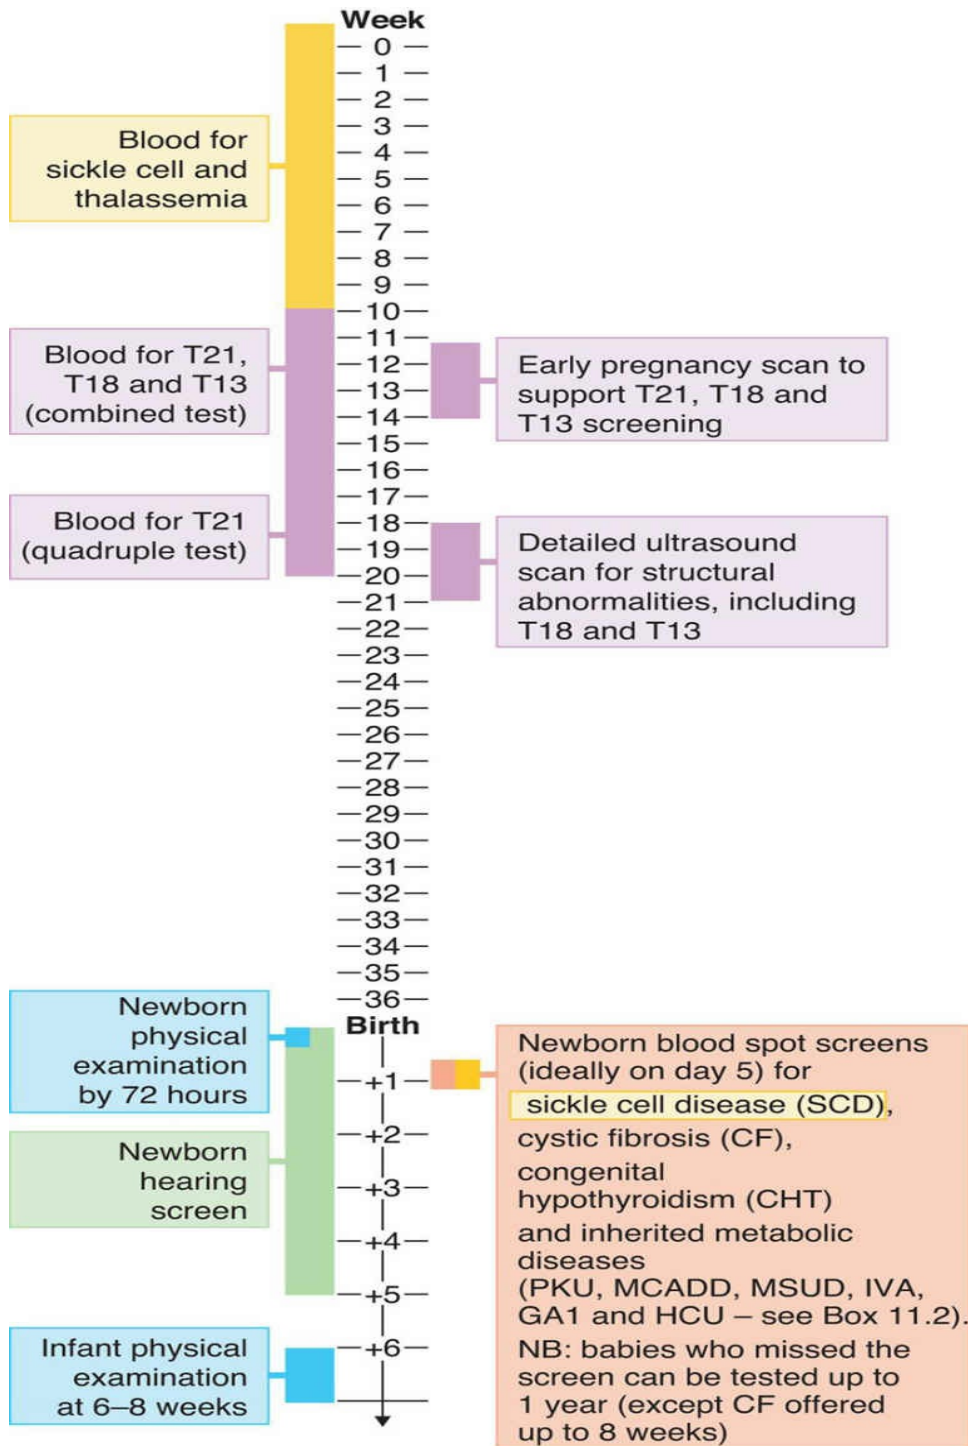 Week
0
1
2
3
4
5
6
7
8
9
10
11
12
13
14
15
16
17
18
19
20
21
22
23
24
25
26
27
28
29
30
31
32
33
34
35
36
Birth
+1
+2
+3
+4
+5
+6
Blood for
sickle cell and
thalassemia
Blood for T21,
T18 and T13
(combined test)
Blood for T21
(quadruple test)
Early pregnancy scan to
support T21, T18 and
T13 screening
Detailed ultrasound
scan for structural
abnormalities, including
T18 and T13
Newborn
physical
examination
by 72 hours
Newborn
hearing
screen
Infant physical
examination
at 6–8 weeks
Newborn blood spot screens
(ideally on day 5) for
sickle cell disease (SCD),
cystic fibrosis (CF),
congenital
hypothyroidism (CHT)
and inherited metabolic
diseases
(PKU, MCADD, MSUD, IVA,
GA1 and HCU – see Box 11.2).
NB: babies who missed the
screen can be tested up to
1 year (except CF offered
up to 8 weeks)